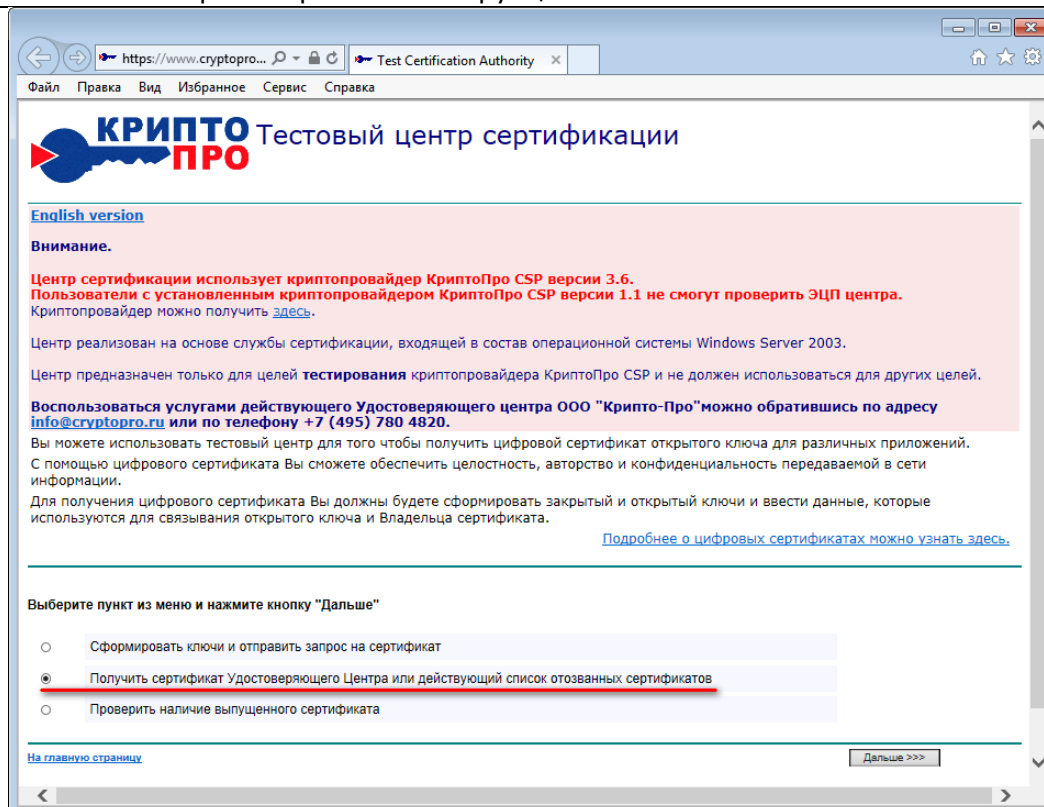 https://www.cryptopro...
Test Certification Authority
Файл Правка Вид Избранное Сервис Справка
КРИПТО
ПРО
Тестовый центр сертификации
English version
Внимание.
Центр сертификации использует криптопровайдер КриптоПро CSP версии 3.6.
Пользователи с установленным криптопровайдером КриптоПро CSP версии 1.1 не смогут проверить ЭЦП центра.
Криптопровайдер можно получить здесь.
Центр реализован на основе службы сертификации, входящей в состав операционной системы Windows Server 2003.
Центр предназначен только для целей тестирования криптопровайдера КриптоПро CSP и не должен использоваться для других целей.
Воспользоваться услугами действующего Удостоверяющего центра ООО "Крипто-Про"можно обратившись по адресу
info@cryptopro.ru или по телефону +7 (495) 780 4820.
Вы можете использовать тестовый центр для того чтобы получить цифровой сертификат открытого ключа для различных приложений.
С помощью цифрового сертификата Вы сможете обеспечить целостность, авторство и конфиденциальность передаваемой в сети
информации.
Для получения цифрового сертификата Вы должны будете сформировать закрытый и открытый ключи и ввести данные, которые
используются для связывания открытого ключа и Владельца сертификата.
Подробнее о цифровых сертификатах можно узнать здесь.
Выберите пункт из меню и нажмите кнопку "Дальше"
Сформировать ключи и отправить запрос на сертификат
Получить сертификат Удостоверяющего Центра или действующий список отозванных сертификатов
Проверить наличие выпущенного сертификата
На главную страницу
Дальше >>>